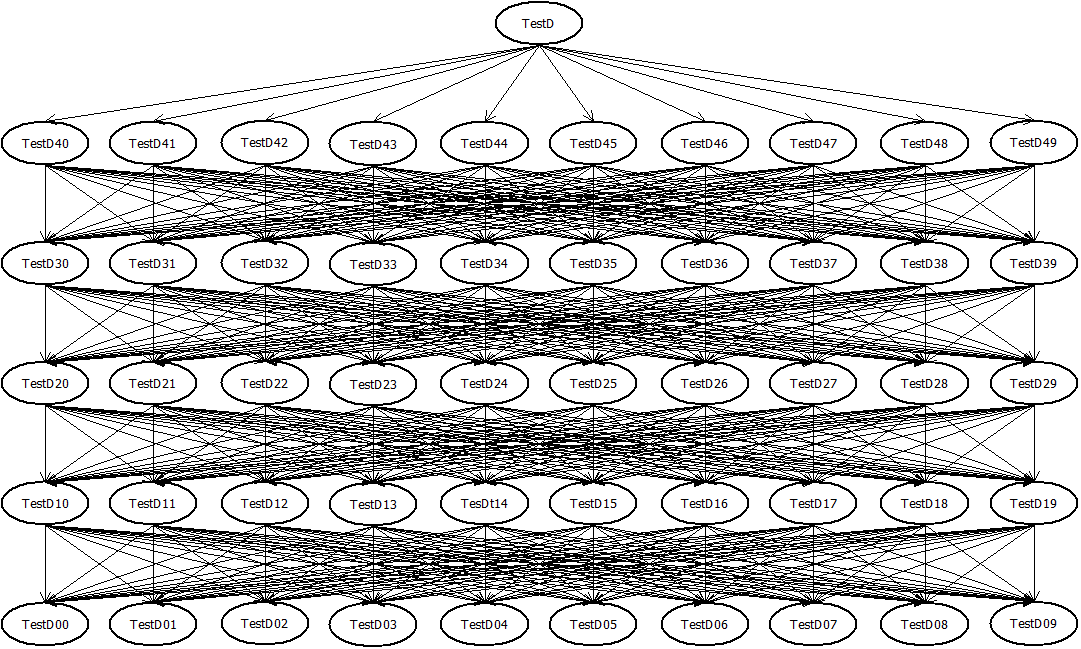 TestD
TestD40 TestD41 TestD42 TestD43 TestD44 TestD45 TestD46 TestD47 TestD48 TestD49
TestD30 TestD31 TestD32 TestD33 TestD34 TestD35 TestD36 TestD37 TestD38 TestD39
TestD20 TestD21 TestD22 TestD23 TestD24 TestD25 TestD26 TestD27 TestD28 TestD29
TestD10 TestD11 TestD12 TestD13 TesDt14 TestD15 TestD16 TestD17 TestD18 TestD19
TestD00 TestD01 TestD02 TestD03 TestD04 TestD05 TestD06 TestD07 TestD08 TestD09